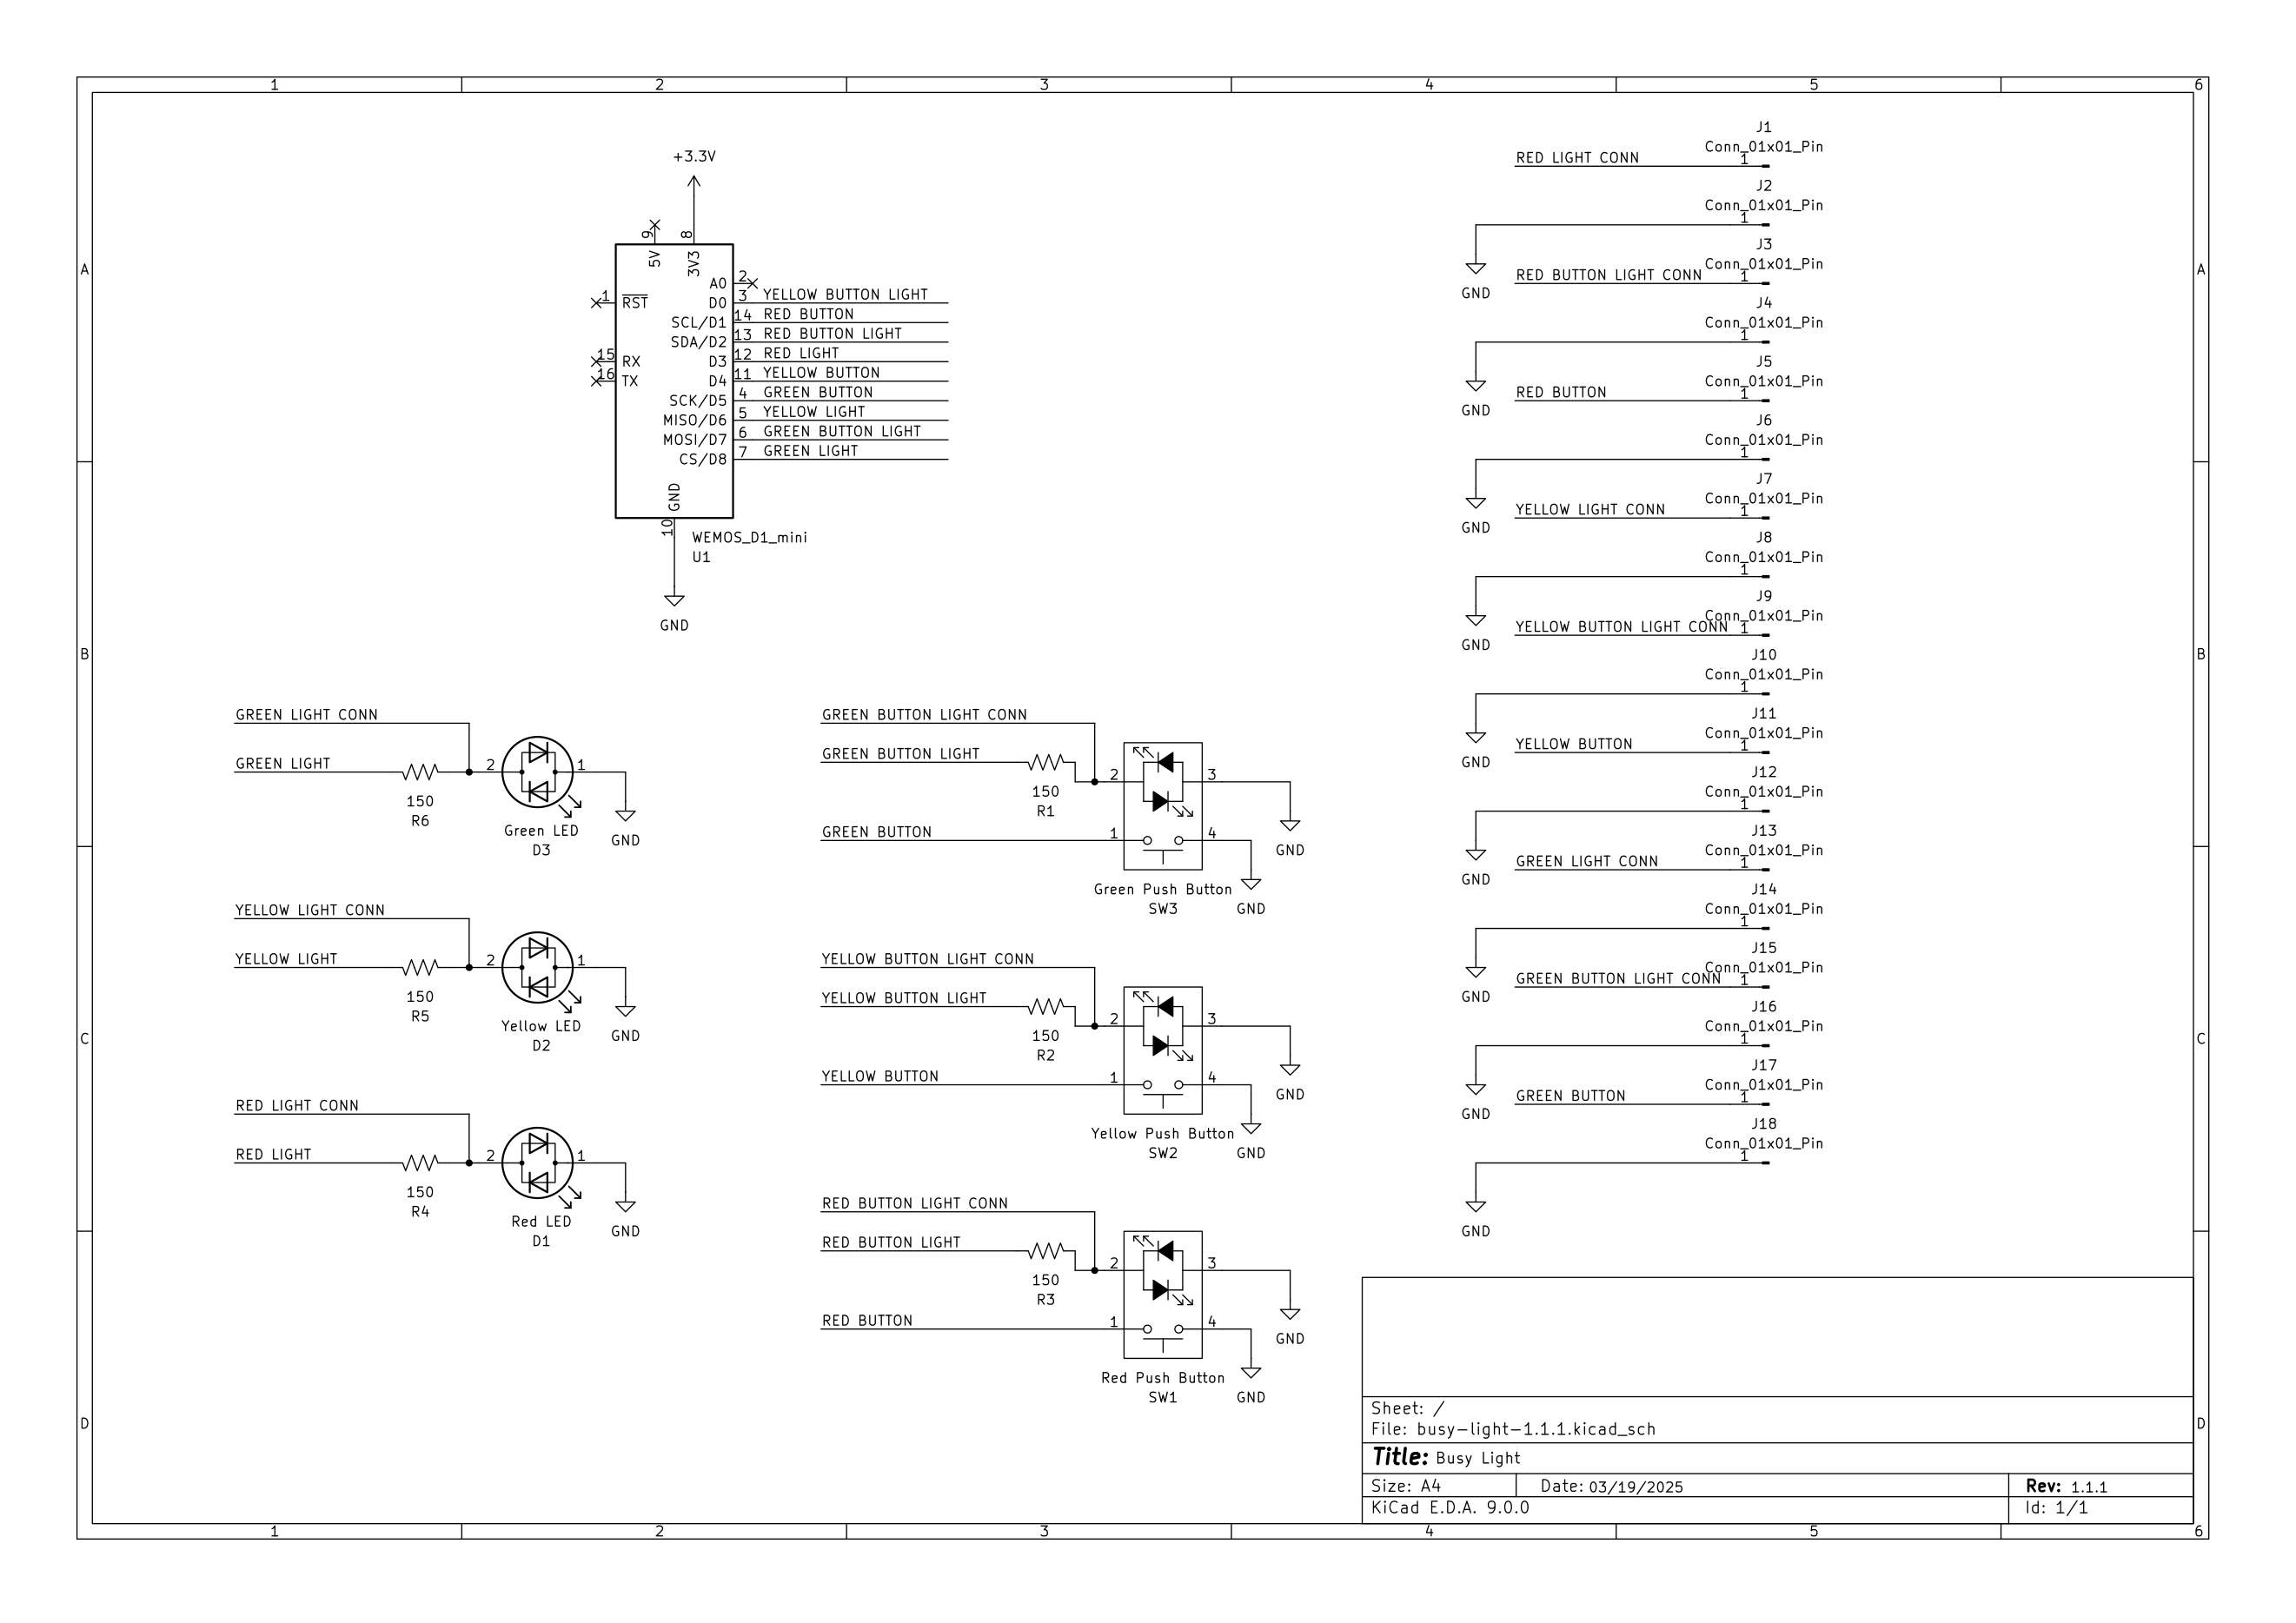 1 2 3 4 5 6
A
B
C
D
+3.3V
9 8
5V 3V3
A0 2
1 RST
D0 3 YELLOW BUTTON LIGHT
SCL/D1 14 RED BUTTON
SDA/D2 13 RED BUTTON LIGHT
15 RX
D3 12 RED LIGHT
16 TX
D4 11 YELLOW BUTTON
SCK/D5 4 GREEN BUTTON
MISO/D6 5 YELLOW LIGHT
MOSI/D7 6 GREEN BUTTON LIGHT
CS/D8 7 GREEN LIGHT
GND
10
WEMOS_D1_mini
U1
GND
GREEN LIGHT CONN
GREEN LIGHT
2 1
150
R6
Green LED
D3
GND
YELLOW LIGHT CONN
YELLOW LIGHT
2 1
150
R5
Yellow LED
D2
GND
RED LIGHT CONN
RED LIGHT
2 1
150
R4
Red LED
D1
GND
GREEN BUTTON LIGHT CONN
GREEN BUTTON LIGHT
2 3
150
R1
GREEN BUTTON
1 4
GND
Green Push Button
SW3
GND
YELLOW BUTTON LIGHT CONN
YELLOW BUTTON LIGHT
2 3
150
R2
YELLOW BUTTON
1 4
GND
Yellow Push Button
SW2
GND
RED BUTTON LIGHT CONN
RED BUTTON LIGHT
2 3
150
R3
RED BUTTON
1 4
GND
Red Push Button
SW1
GND
J1
Conn_01x01_Pin
RED LIGHT CONN 1
J2
Conn_01x01_Pin
1
GND
J3
Conn_01x01_Pin
RED BUTTON LIGHT CONN 1
J4
Conn_01x01_Pin
1
GND
J5
Conn_01x01_Pin
RED BUTTON 1
J6
Conn_01x01_Pin
1
GND
J7
Conn_01x01_Pin
YELLOW LIGHT CONN 1
J8
Conn_01x01_Pin
1
GND
J9
Conn_01x01_Pin
YELLOW BUTTON LIGHT CONN 1
J10
Conn_01x01_Pin
1
GND
J11
Conn_01x01_Pin
YELLOW BUTTON 1
J12
Conn_01x01_Pin
1
GND
J13
Conn_01x01_Pin
GREEN LIGHT CONN 1
J14
Conn_01x01_Pin
1
GND
J15
Conn_01x01_Pin
GREEN BUTTON LIGHT CONN 1
J16
Conn_01x01_Pin
1
GND
J17
Conn_01x01_Pin
GREEN BUTTON 1
J18
Conn_01x01_Pin
1
GND
Sheet: /
File: busy-light-1.1.1.kicad_sch
Title: Busy Light
Size: A4 Date: 03/19/2025 Rev: 1.1.1
KiCad E.D.A. 9.0.0 Id: 1/1
A
B
C
D
1 2 3 4 5 6